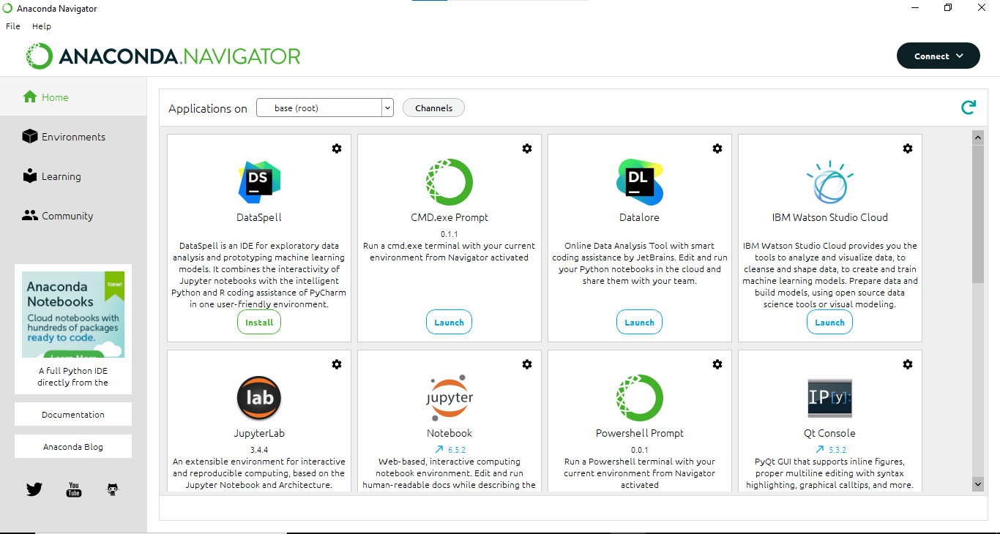 Anaconda Navigator
File Help
ANACONDA.NAVIGATOR
Connect
Home
Environments
Learning
Community
New!
Anaconda
Notebooks
Cloud notebooks with
hundreds of packages
ready to code.
Learn More
A full Python IDE
directly from the
Documentation
Anaconda Blog
You
Tube
Applications on base (root) Channels
DS
DataSpell
DataSpell is an IDE for exploratory data
analysis and prototyping machine learning
models. It combines the interactivity of
Jupyter notebooks with the intelligent
Python and R coding assistance of PyCharm
in one user-friendly environment.
Install
CMD.exe Prompt
0.1.1
Run a cmd.exe terminal with your current
environment from Navigator activated
Launch
DL
Datalore
Online Data Analysis Tool with smart
coding assistance by JetBrains. Edit and run
your Python notebooks in the cloud and
share them with your team.
Launch
IBM Watson Studio Cloud
IBM Watson Studio Cloud provides you the
tools to analyze and visualize data, to
cleanse and shape data, to create and train
machine learning models. Prepare data and
build models, using open source data
science tools or visual modeling.
Launch
lab
JupyterLab
3.4.4
An extensible environment for interactive
and reproducible computing, based on the
Jupyter Notebook and Architecture.
jupyter
Notebook
6.5.2
Web-based, interactive computing
notebook environment. Edit and run
human-readable docs while describing the
Powershell Prompt
0.0.1
Run a Powershell terminal with your
current environment from Navigator
activated
IP[y]:
Qt Console
5.3.2
PyQt GUI that supports inline figures,
proper multiline editing with syntax
highlighting, graphical calltips, and more.